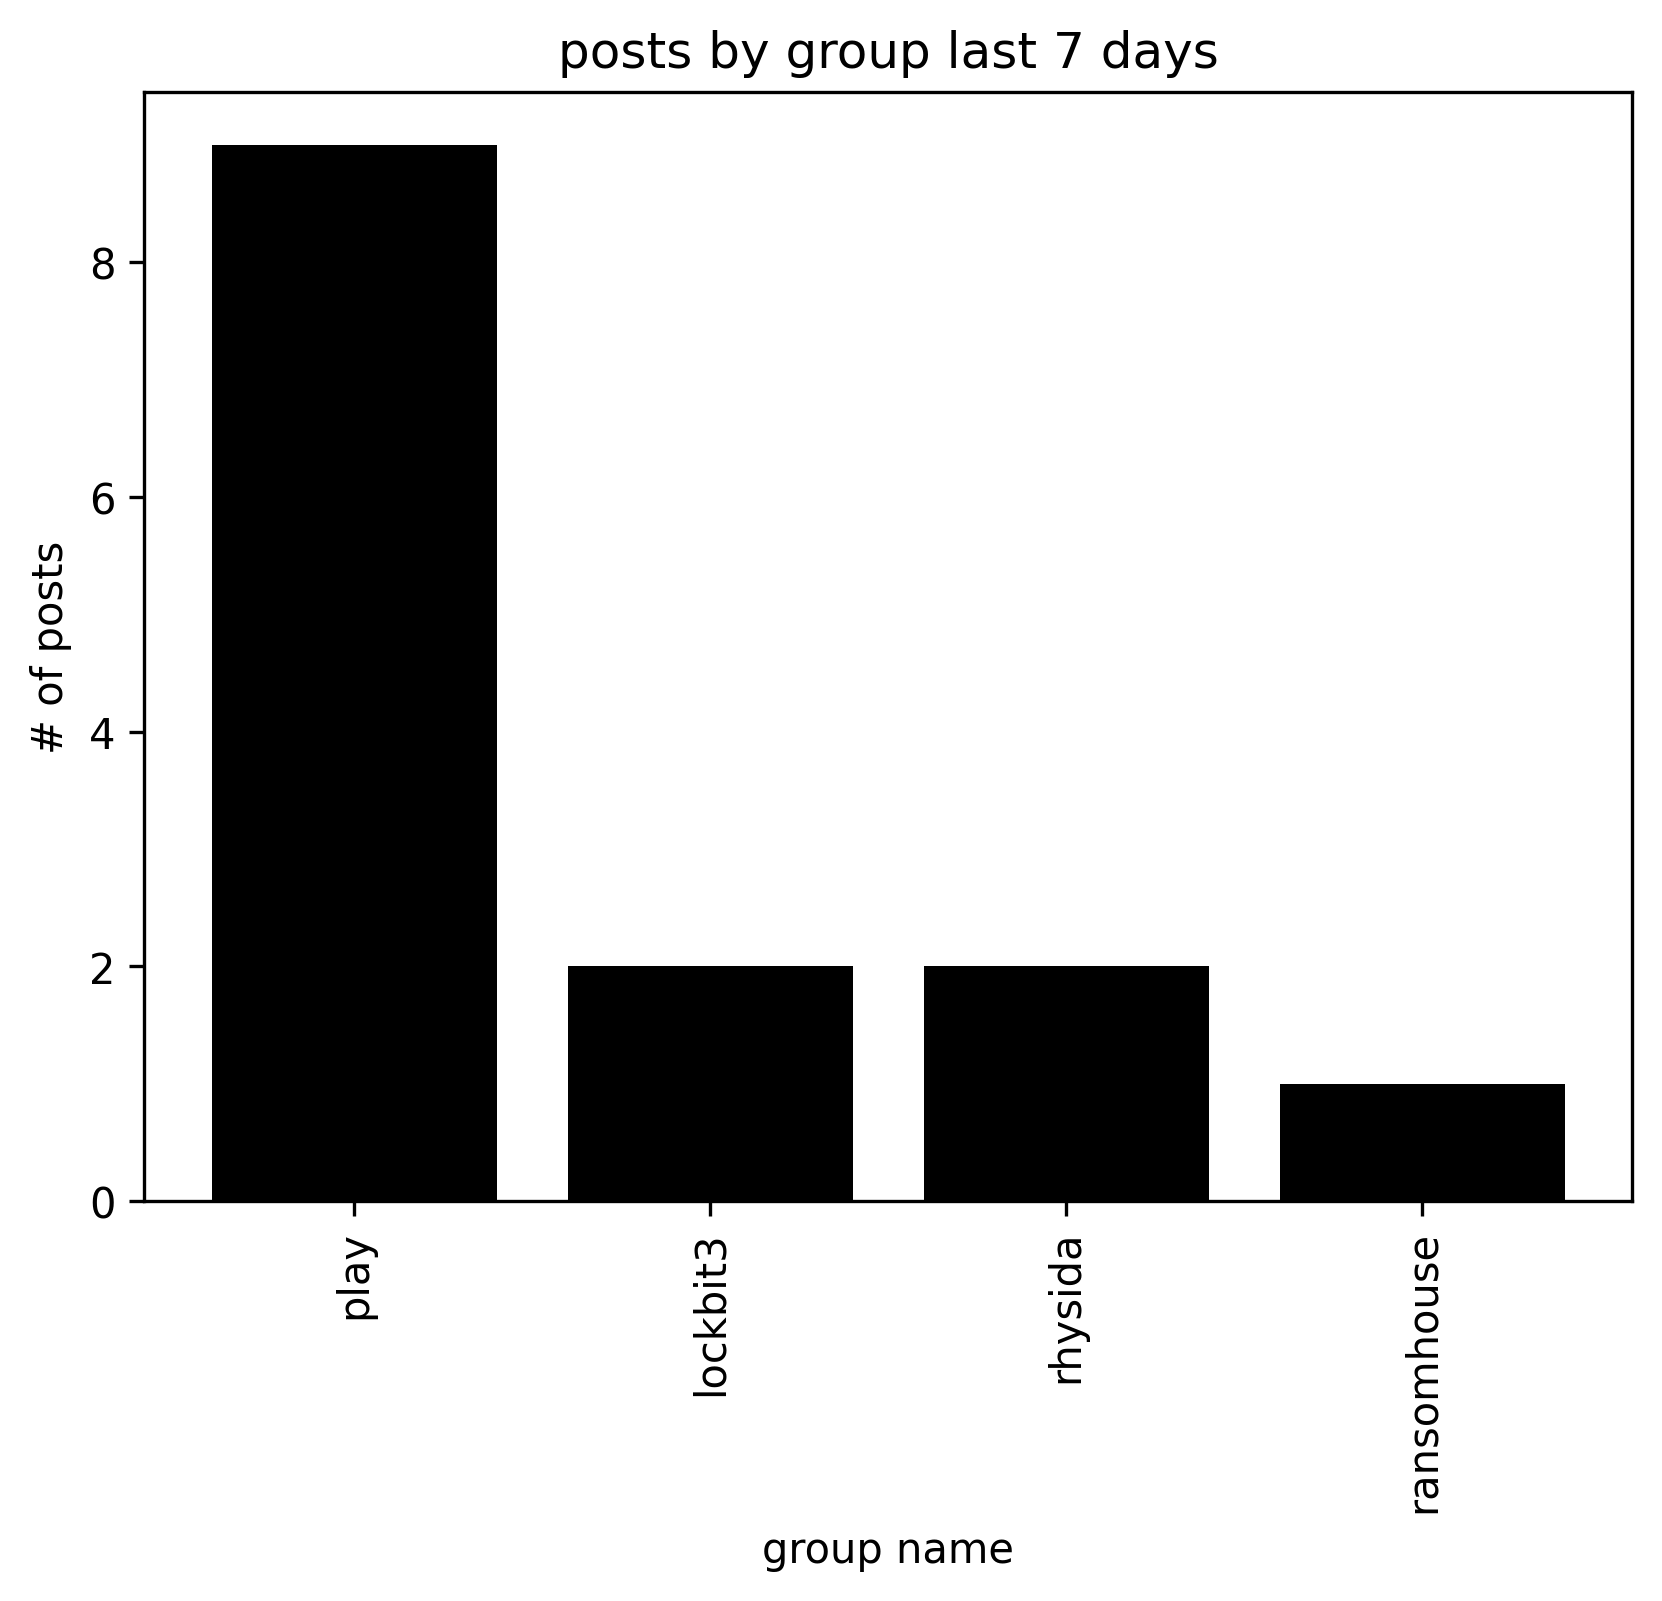 posts by group last 7 days
# of posts
8
6
4
2
0
play
lockbit3
rhysida
ransomhouse
group name